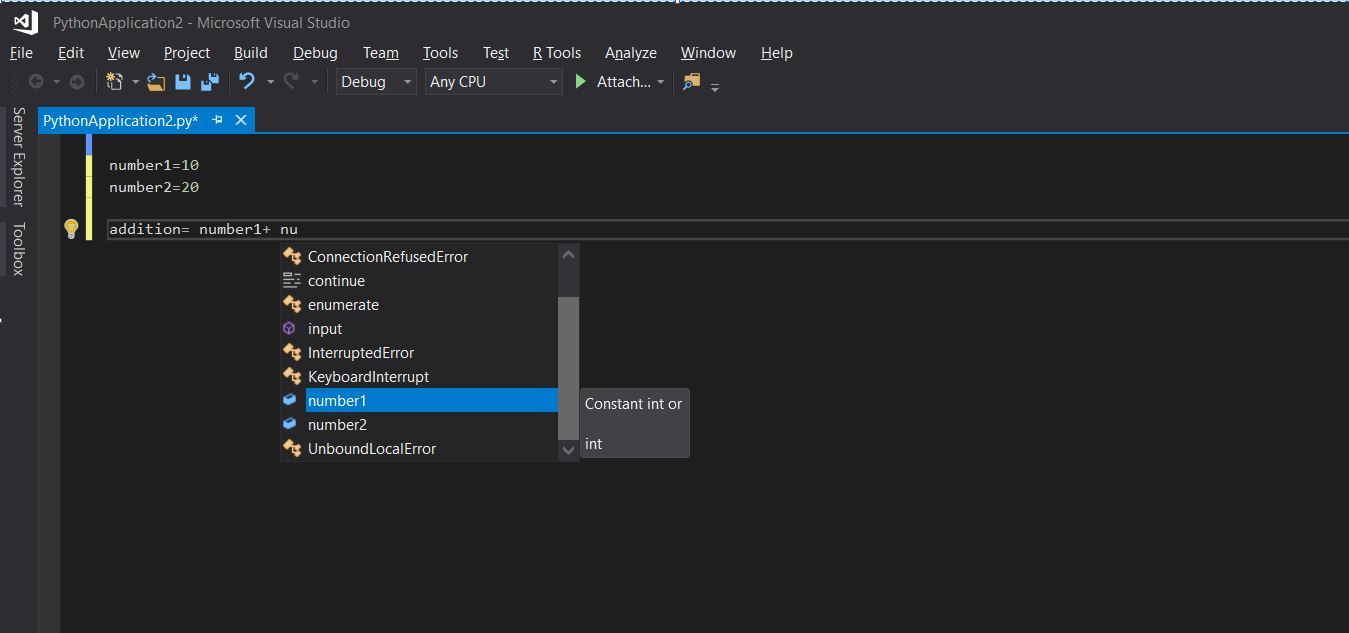 PythonApplication2 - Microsoft Visual Studio
File Edit View Project Build Debug Team Tools Test R Tools Analyze Window Help
Debug Any CPU Attach...
Server Explorer
Toolbox
PythonApplication2.py*
number1=10
number2=20
addition= number1+ nu
ConnectionRefusedError
continue
enumerate
input
InterruptedError
KeyboardInterrupt
number1
number2
UnboundLocalError
Constant int or
int